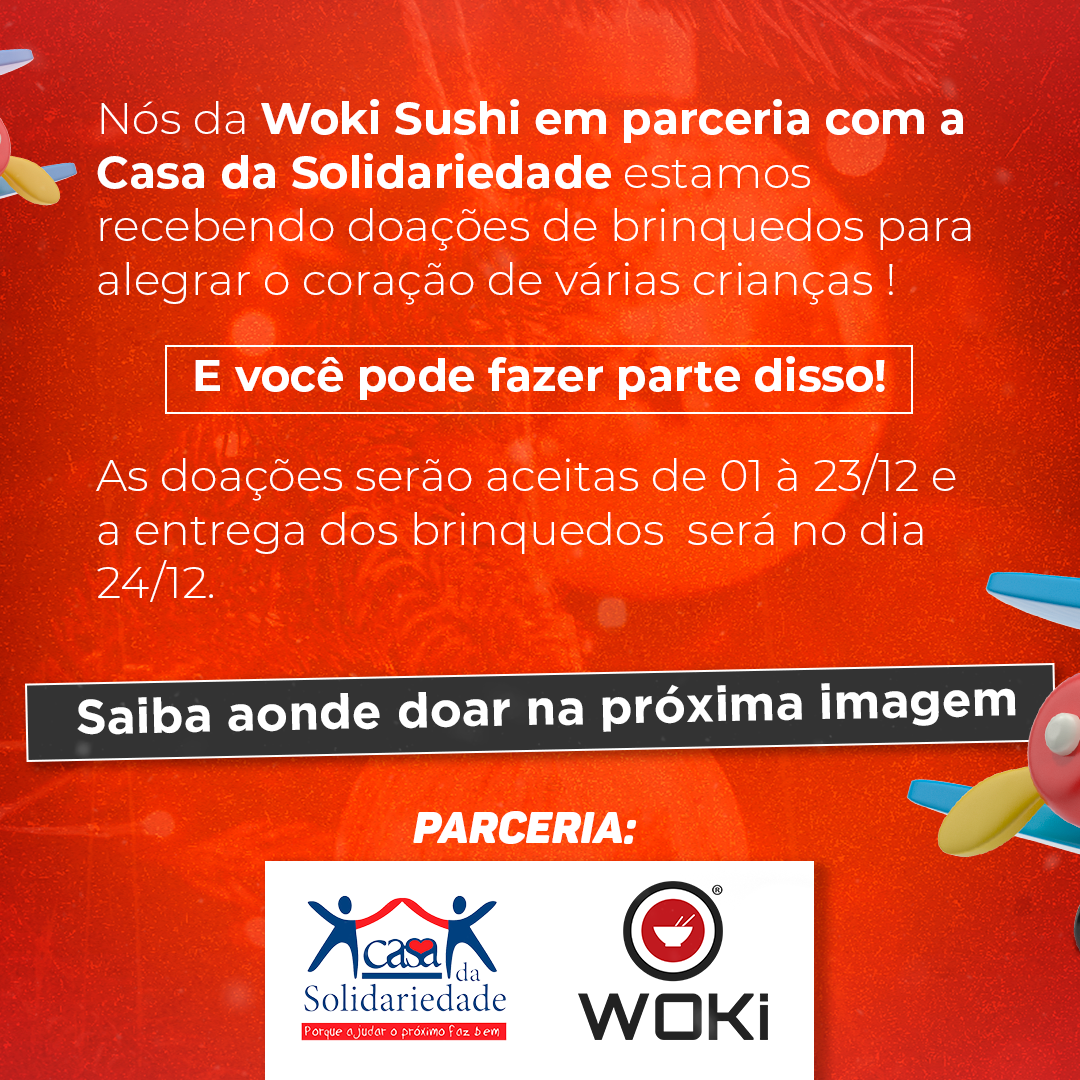 Nós da Woki Sushi em parceria com a
Casa da Solidariedade estamos
recebendo doações de brinquedos para
alegrar o coração de várias crianças !
E você pode fazer parte disso!
As doações serão aceitas de 01 à 23/12 e
a entrega dos brinquedos será no dia
24/12.
Saiba aonde doar na próxima imagem
PARCERIA:
casa
da
Solidariedade
Porque ajudar o próximo faz bem
®
WOKi